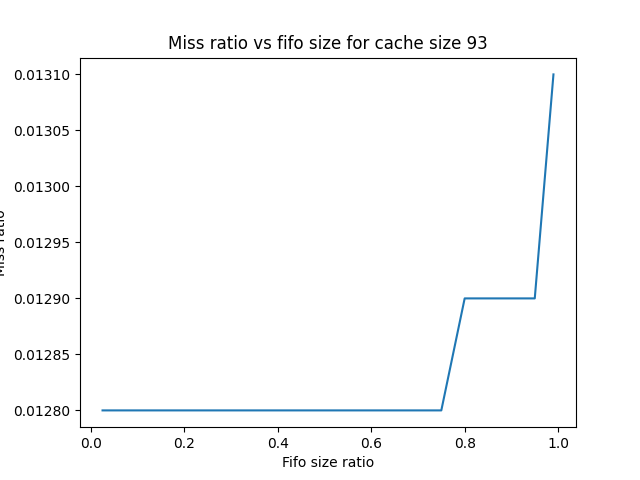 Miss ratio vs fifo size for cache size 93
Miss ratio
0.01310
0.01305
0.01300
0.01295
0.01290
0.01285
0.01280
0.0 0.2 0.4 0.6 0.8 1.0
Fifo size ratio